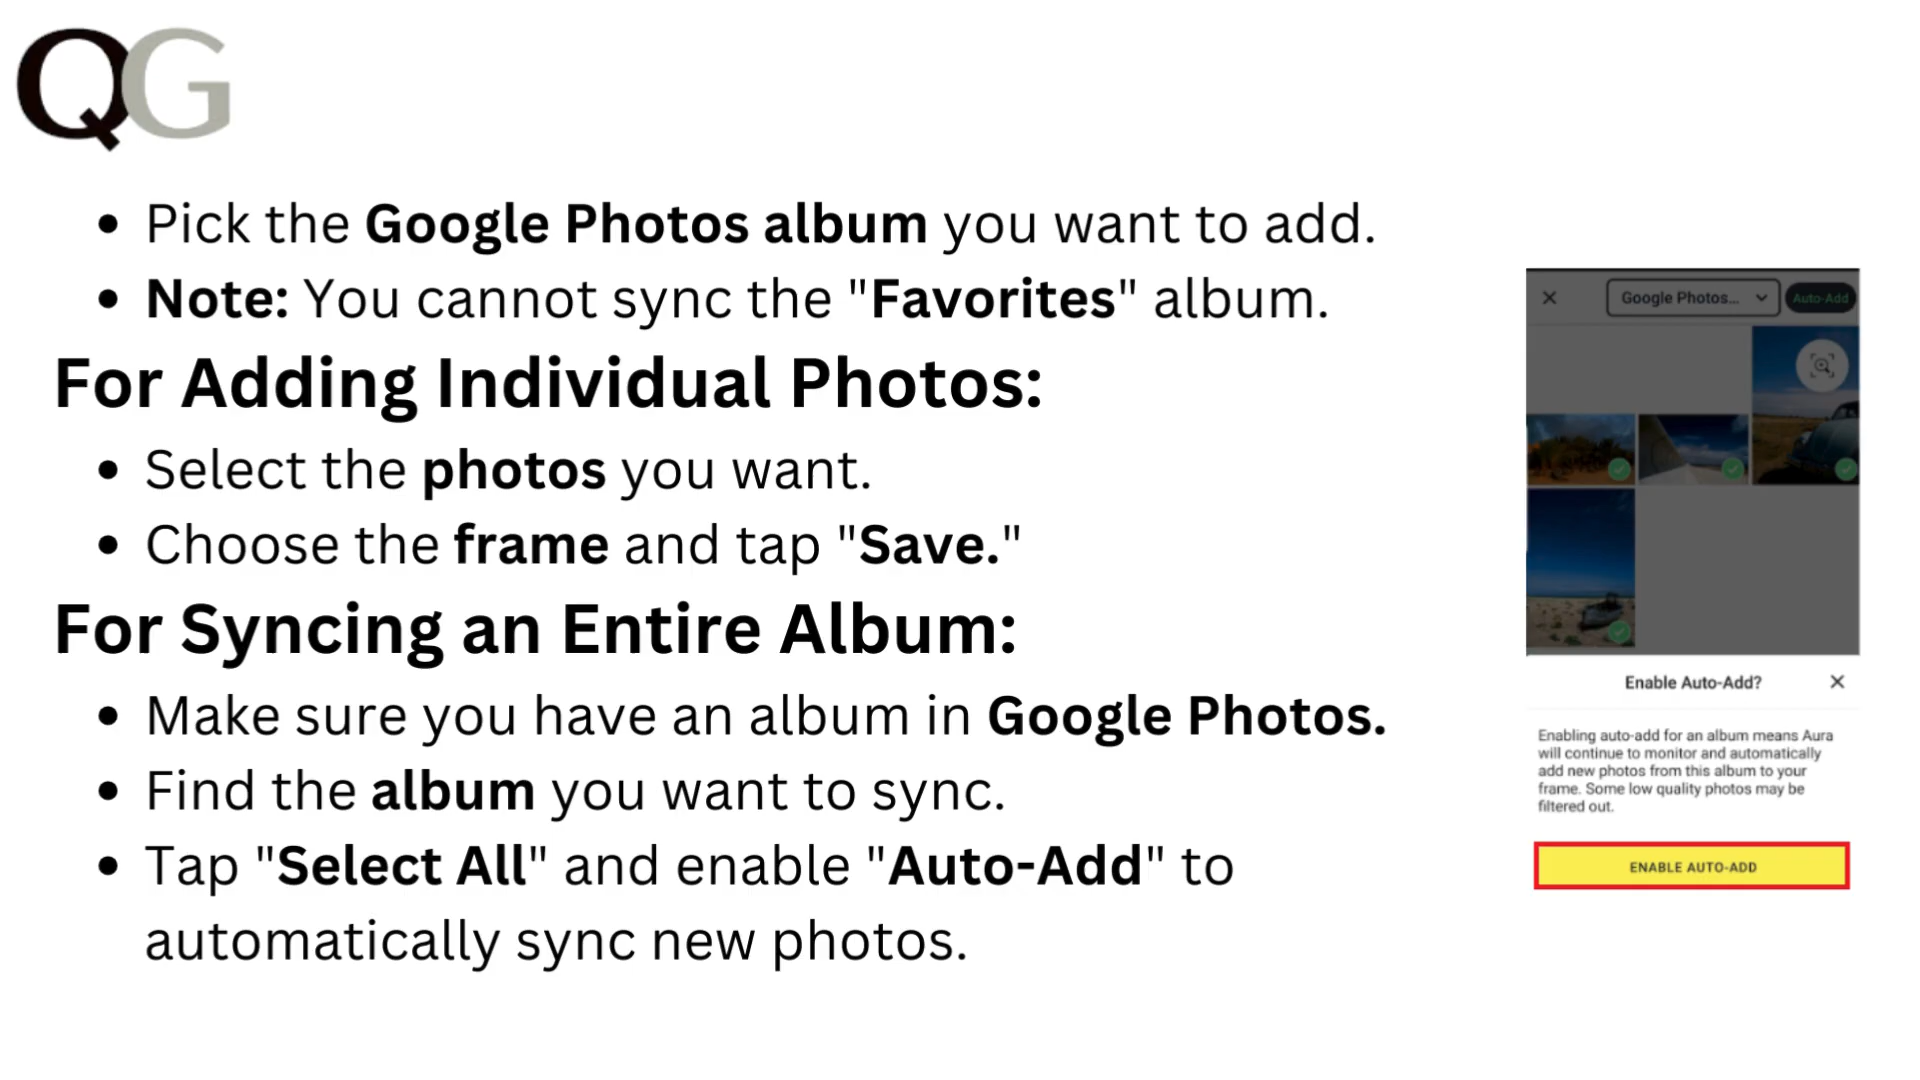 QG
• Pick the Google Photos album you want to add.
• Note: You cannot sync the "Favorites" album.
For Adding Individual Photos:
• Select the photos you want.
• Choose the frame and tap "Save."
For Syncing an Entire Album:
• Make sure you have an album in Google Photos.
• Find the album you want to sync.
• Tap "Select All" and enable "Auto-Add" to
automatically sync new photos.
Google Photos...
Auto-Add
Enable Auto-Add?
Enabling auto-add for an album means Aura
will continue to monitor and automatically
add new photos from this album to your
frame. Some low quality photos may be
filtered out.
ENABLE AUTO-ADD